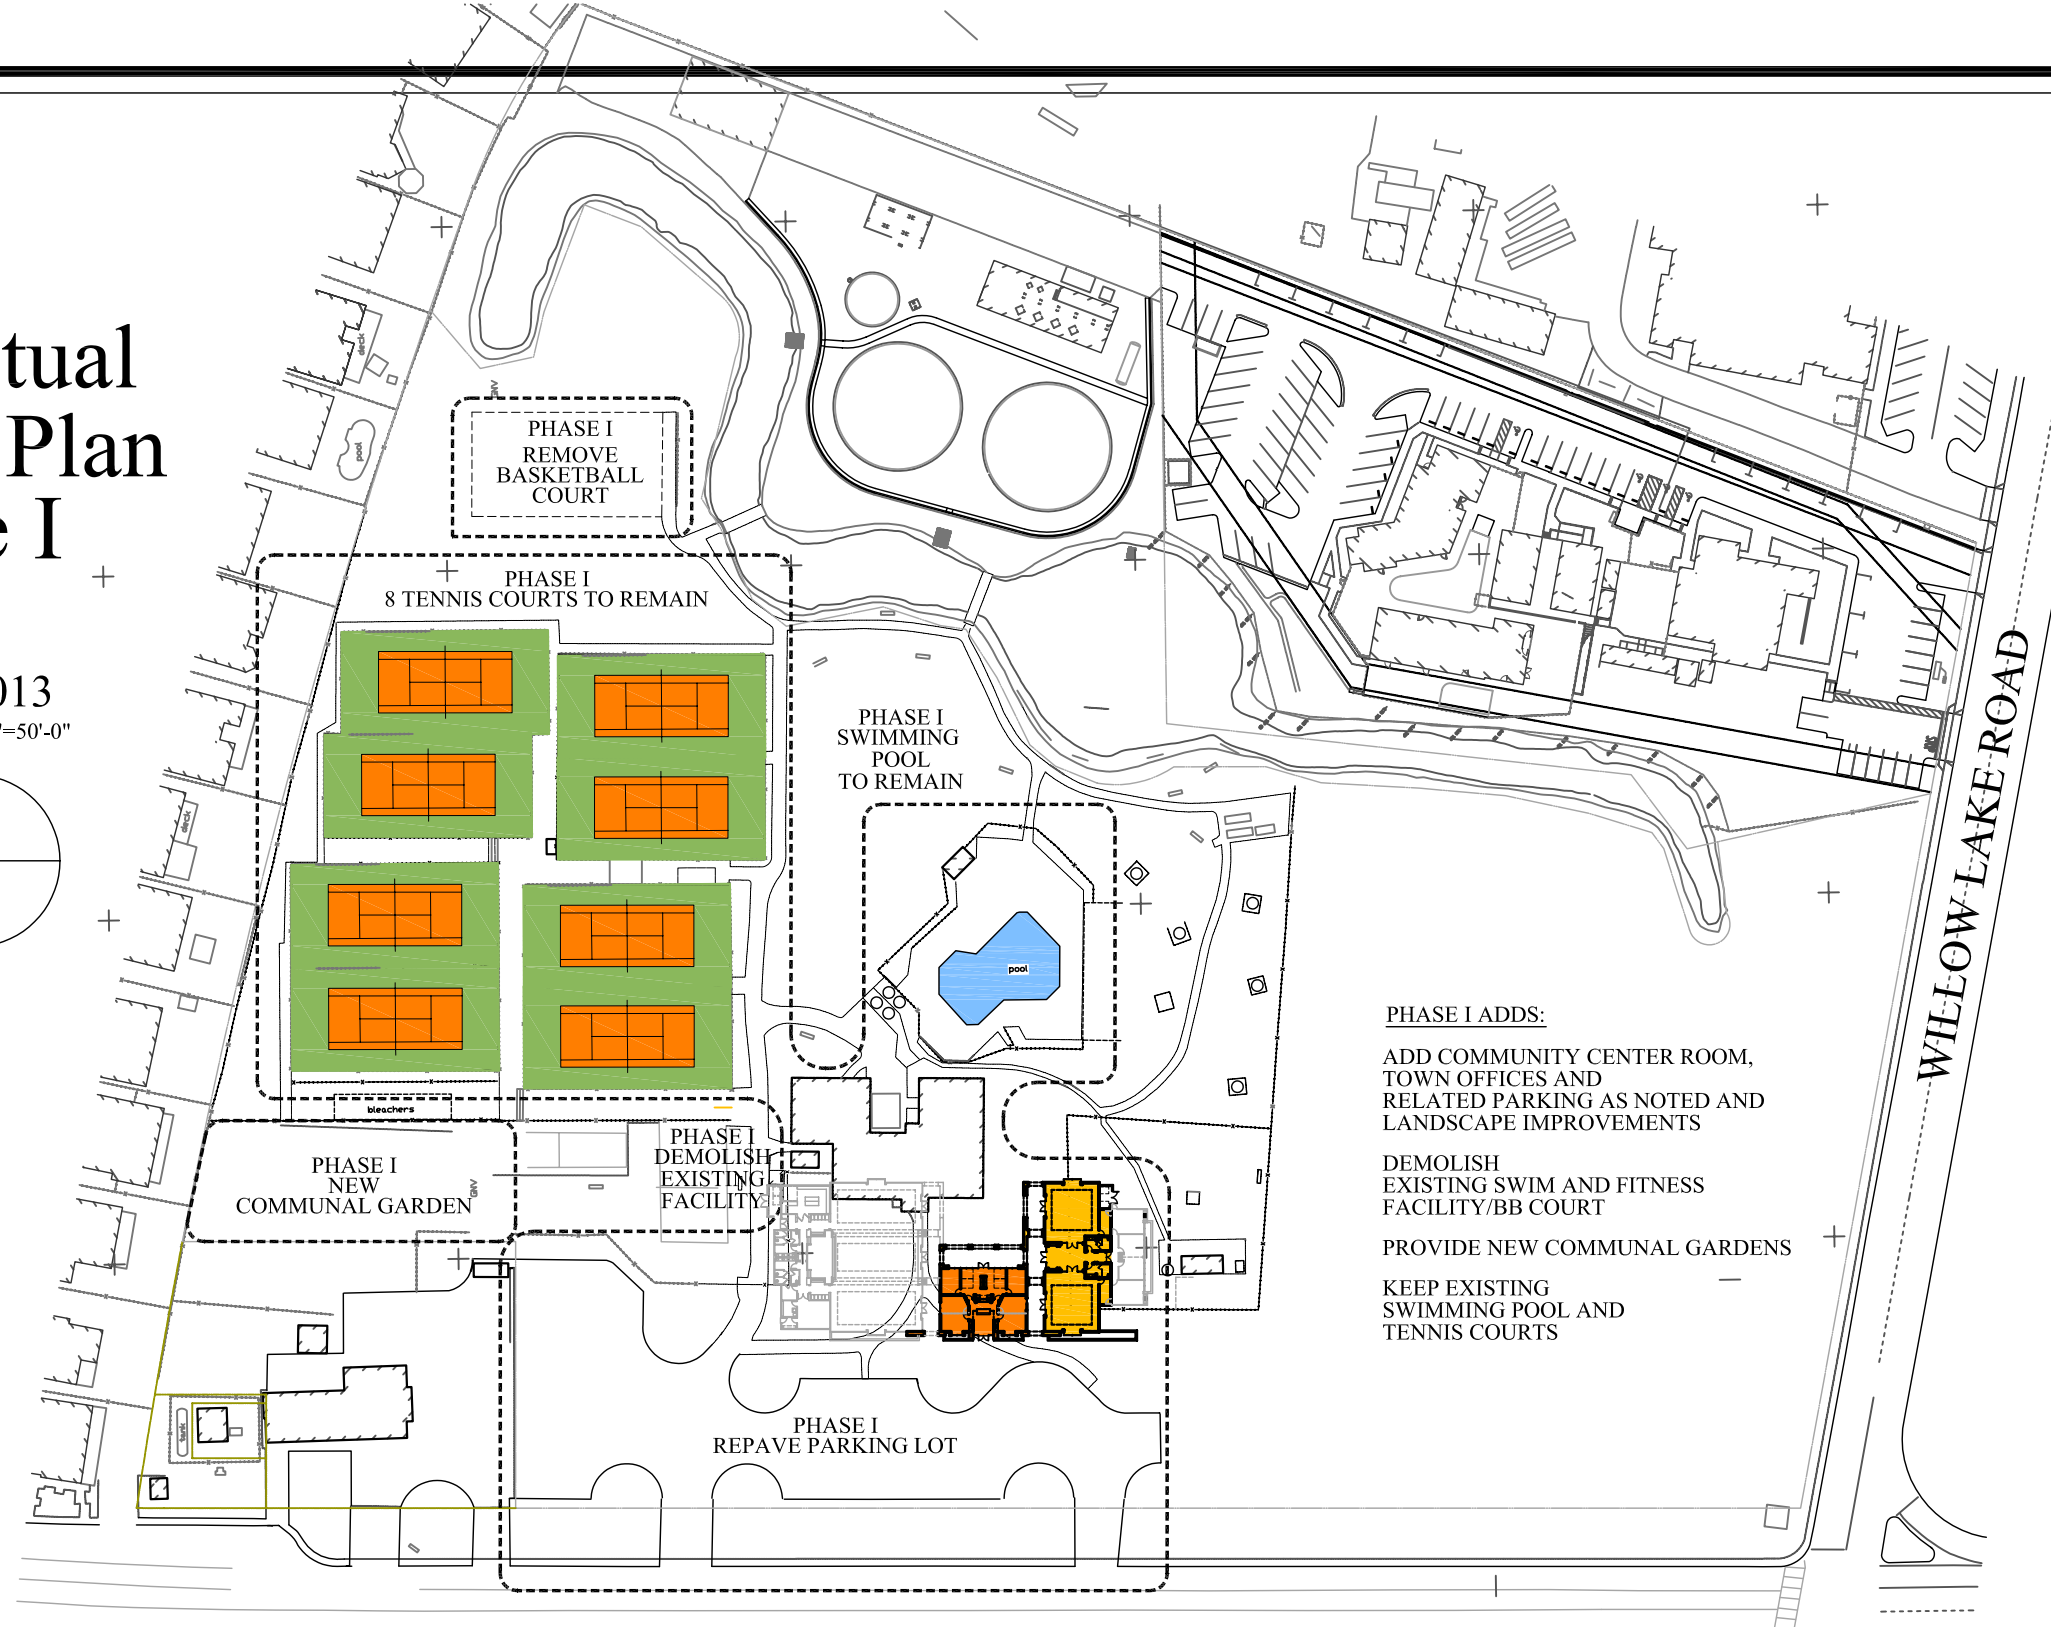 tual
Plan
e I
013
'=50'-0"
deck
pool
GNV
PHASE I
REMOVE
BASKETBALL
COURT
PHASE I
8 TENNIS COURTS TO REMAIN
PHASE I
SWIMMING
POOL
TO REMAIN
deck
pool
WILLOW LAKE ROAD
bleachers
PHASE I
NEW
COMMUNAL GARDEN
GNV
PHASE I
DEMOLISH
EXISTING
FACILITY
PHASE I ADDS:
ADD COMMUNITY CENTER ROOM,
TOWN OFFICES AND
RELATED PARKING AS NOTED AND
LANDSCAPE IMPROVEMENTS
DEMOLISH
EXISTING SWIM AND FITNESS
FACILITY/BB COURT
PROVIDE NEW COMMUNAL GARDENS
KEEP EXISTING
SWIMMING POOL AND
TENNIS COURTS
tank
PHASE I
REPAVE PARKING LOT